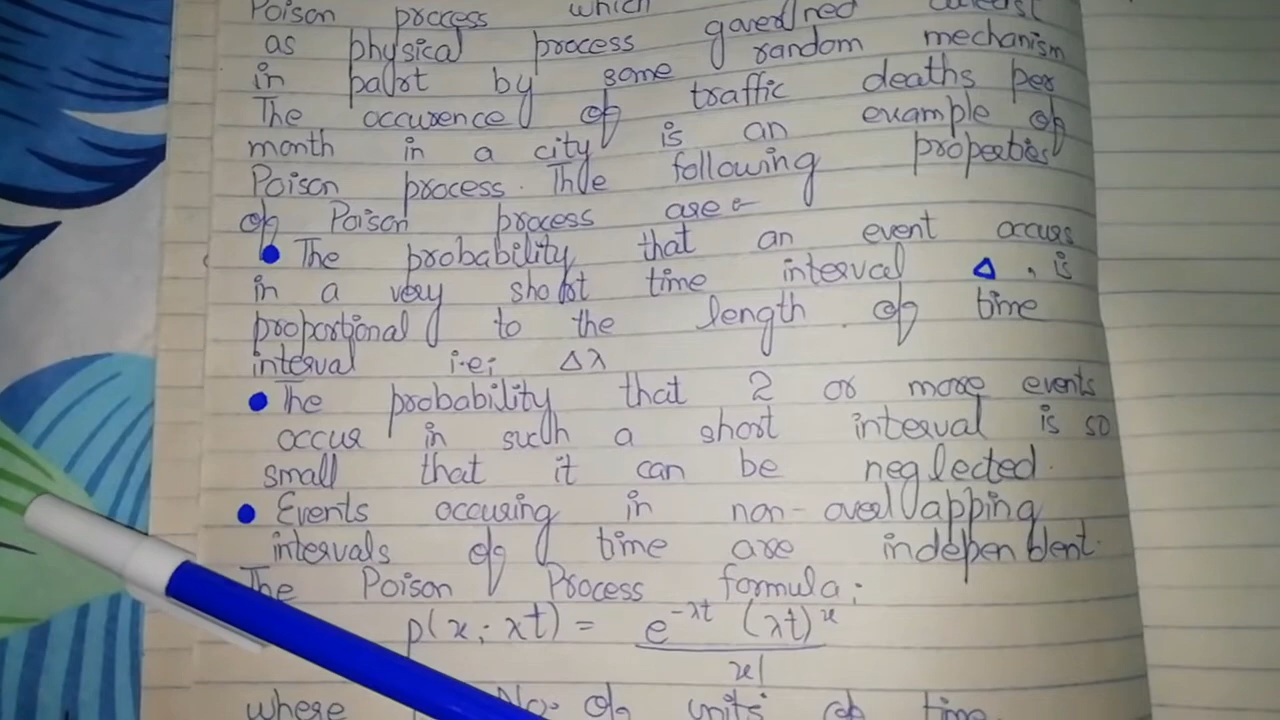 Poison process which
as physical process governed
in part by some random mechanism
The occurence of traffic deaths per
month in a city is an example of
Poison process. The following properties
of Poison process are:-
• The probability that an event occurs
in a very short time interval Δ, is
proportional to the length of time
interval i.e; Δλ
• The probability that 2 or more events
occur in such a short interval is so
small that it can be neglected.
• Events occuring in non-overlapping
intervals of time are independent.
The Poison Process formula:
p(x; λt) = e^{-λt} (λt)^x / x!
where No. of units of time.